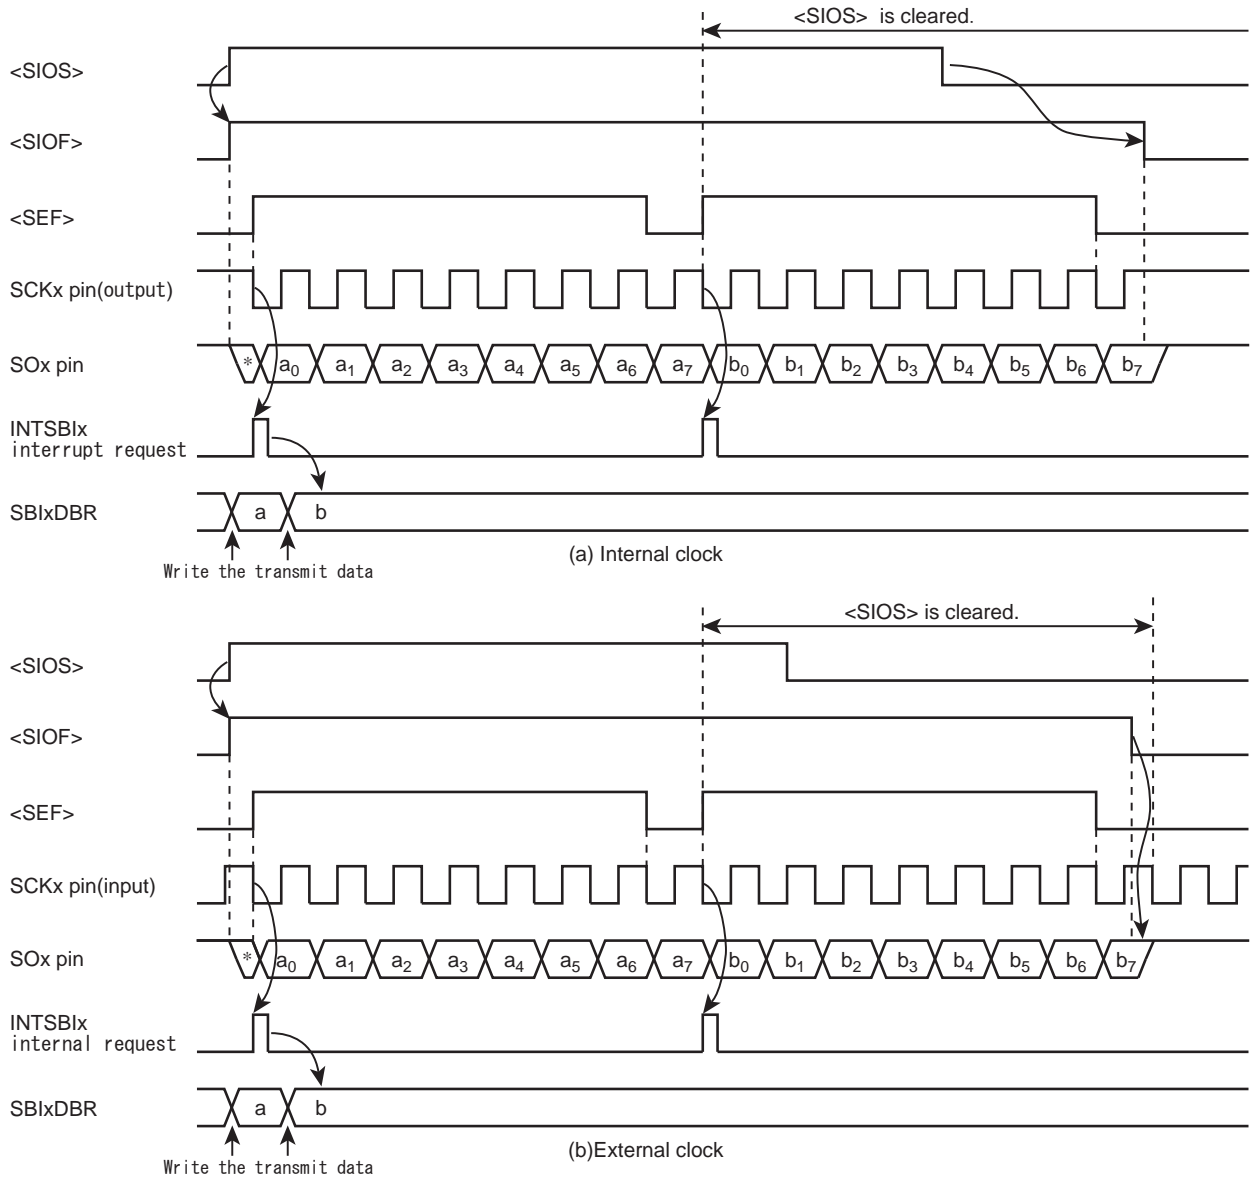 <SIOS> is cleared.
<SIOS>
<SIOF>
<SEF>
SCKx pin(output)
SOx pin
* a0 a1 a2 a3 a4 a5 a6 a7 b0 b1 b2 b3 b4 b5 b6 b7
INTSBIx
interrupt request
SBIxDBR
a b
(a) Internal clock
Write the transmit data
<SIOS> is cleared.
<SIOS>
<SIOF>
<SEF>
SCKx pin(input)
SOx pin
* a0 a1 a2 a3 a4 a5 a6 a7 b0 b1 b2 b3 b4 b5 b6 b7
INTSBIx
internal request
SBIxDBR
a b
(b)External clock
Write the transmit data